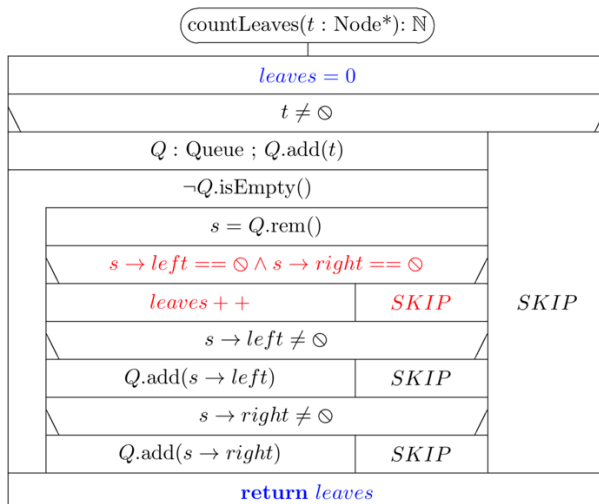 countLeaves(t : Node*): ℕ
leaves = 0
t ≠ ⦸
Q : Queue ; Q.add(t)
¬Q.isEmpty()
s = Q.rem()
s → left == ⦸ ∧ s → right == ⦸
leaves + + SKIP SKIP
s → left ≠ ⦸
Q.add(s → left) SKIP
s → right ≠ ⦸
Q.add(s → right) SKIP
return leaves